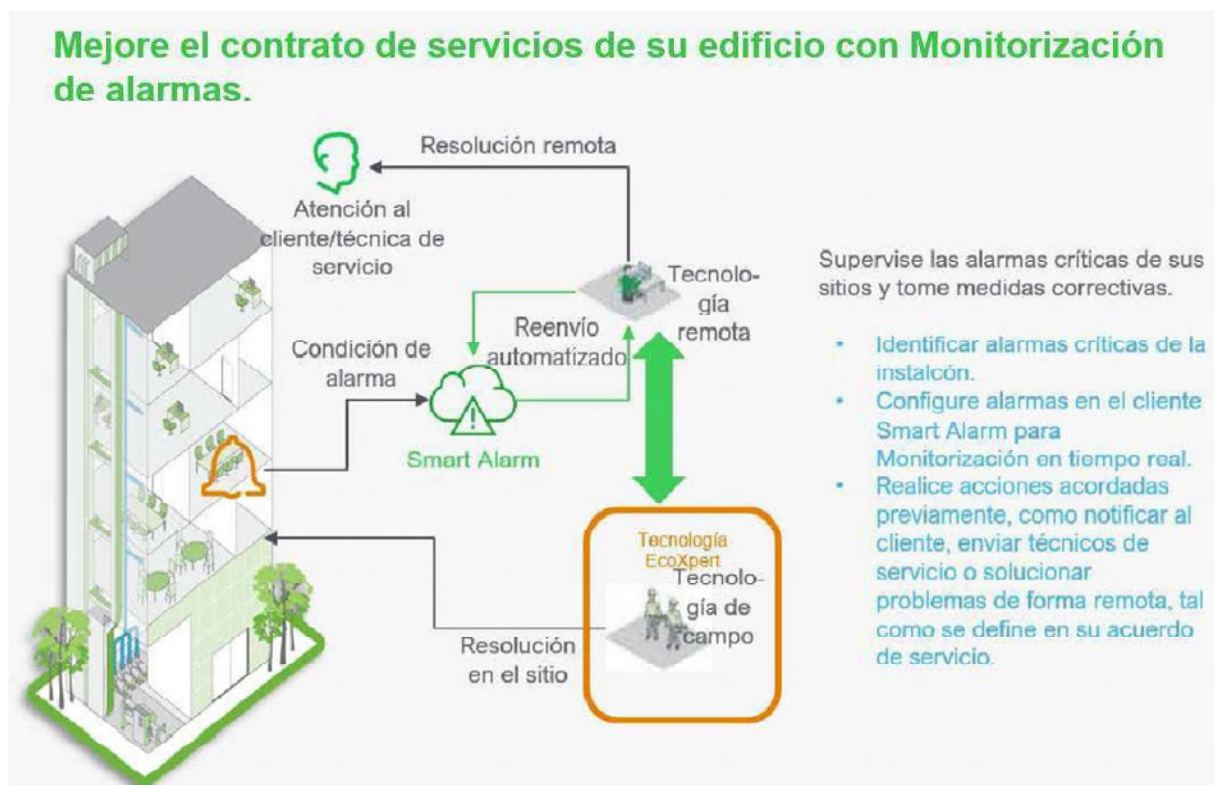 Mejore el contrato de servicios de su edificio con Monitorización
de alarmas.
Resolución remota
Atención al
cliente/técnica de
servicio
Tecnolo-
gía
remota
Reenvío
automatizado
Condición de
alarma
Smart Alarm
Tecnología
EcoXpert
Tecnolo-
gía de
campo
Resolución
en el sitio
Supervise las alarmas críticas de sus
sitios y tome medidas correctivas.
• Identificar alarmas críticas de la
instalcón.
• Configure alarmas en el cliente
Smart Alarm para
Monitorización en tiempo real.
• Realice acciones acordadas
previamente, como notificar al
cliente, enviar técnicos de
servicio o solucionar
problemas de forma remota, tal
como se define en su acuerdo
de servicio.